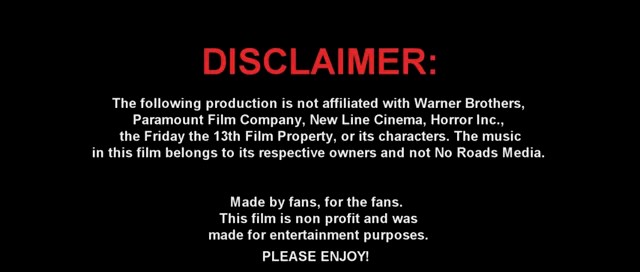 DISCLAIMER:
The following production is not affiliated with Warner Brothers,
Paramount Film Company, New Line Cinema, Horror Inc.,
the Friday the 13th Film Property, or its characters. The music
in this film belongs to its respective owners and not No Roads Media.
Made by fans, for the fans.
This film is non profit and was
made for entertainment purposes.
PLEASE ENJOY!